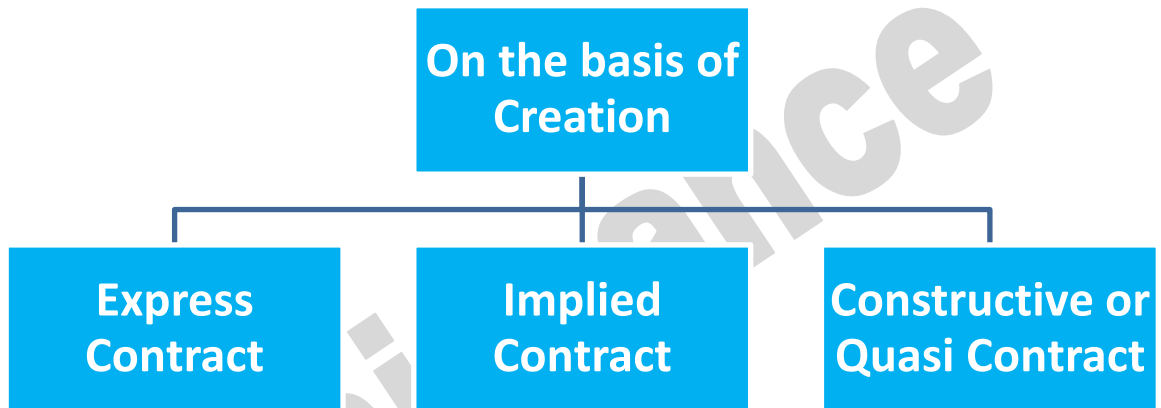 On the basis of
Creation
Express
Contract
Implied
Contract
Constructive or
Quasi Contract